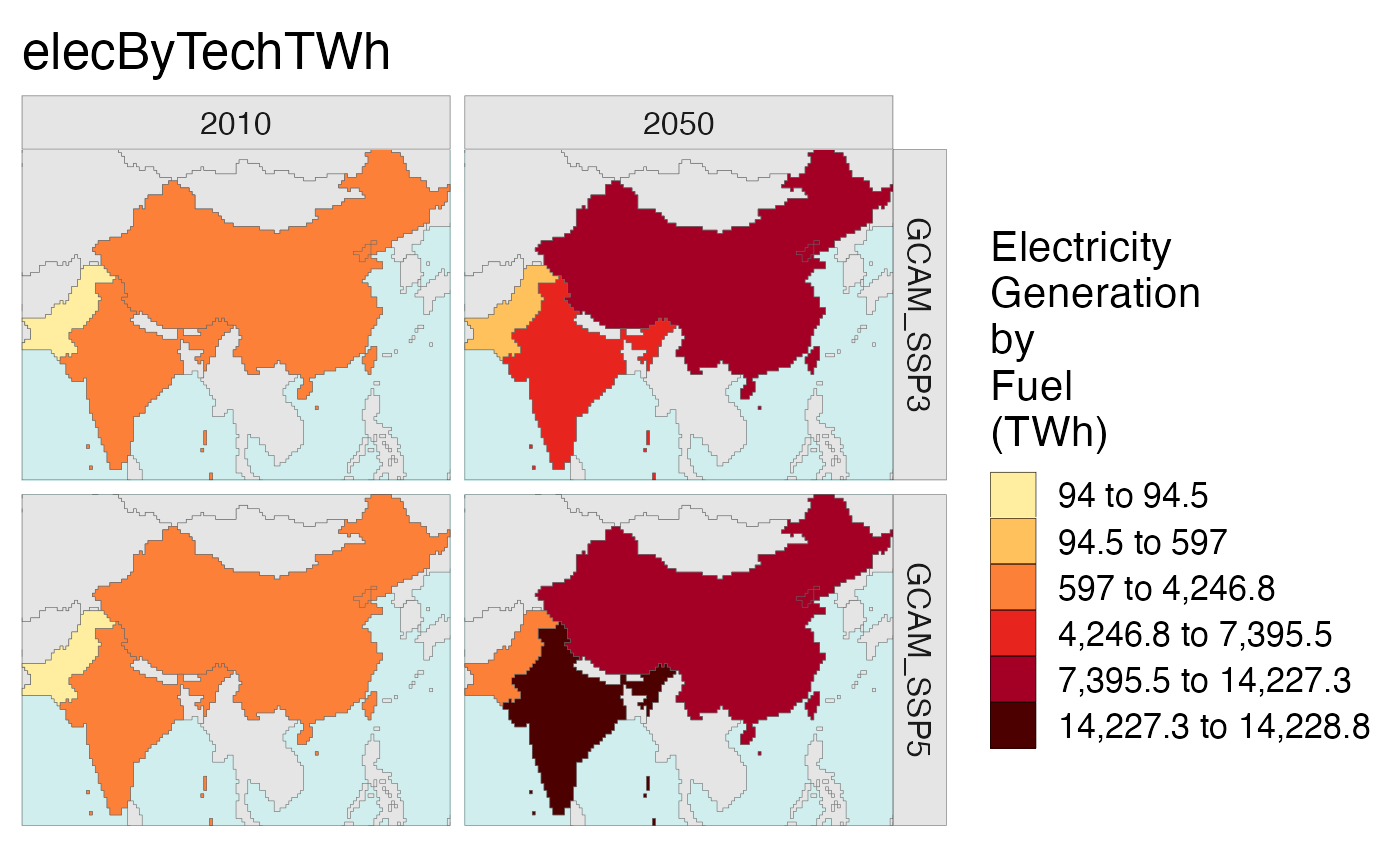 elecByTechTWh
2010
2050
GCAM_SSP3
GCAM_SSP5
Electricity
Generation
by
Fuel
(TWh)
94 to 94.5
94.5 to 597
597 to 4,246.8
4,246.8 to 7,395.5
7,395.5 to 14,227.3
14,227.3 to 14,228.8